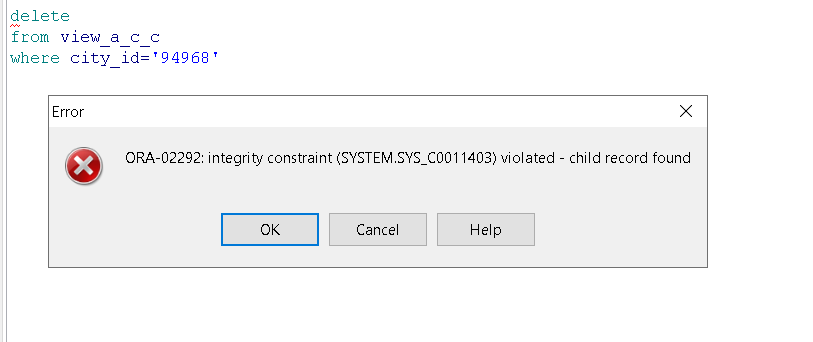 delete
from view_a_c_c
where city_id='94968'
Error
ORA-02292: integrity constraint (SYSTEM.SYS_C0011403) violated - child record found
OK Cancel Help